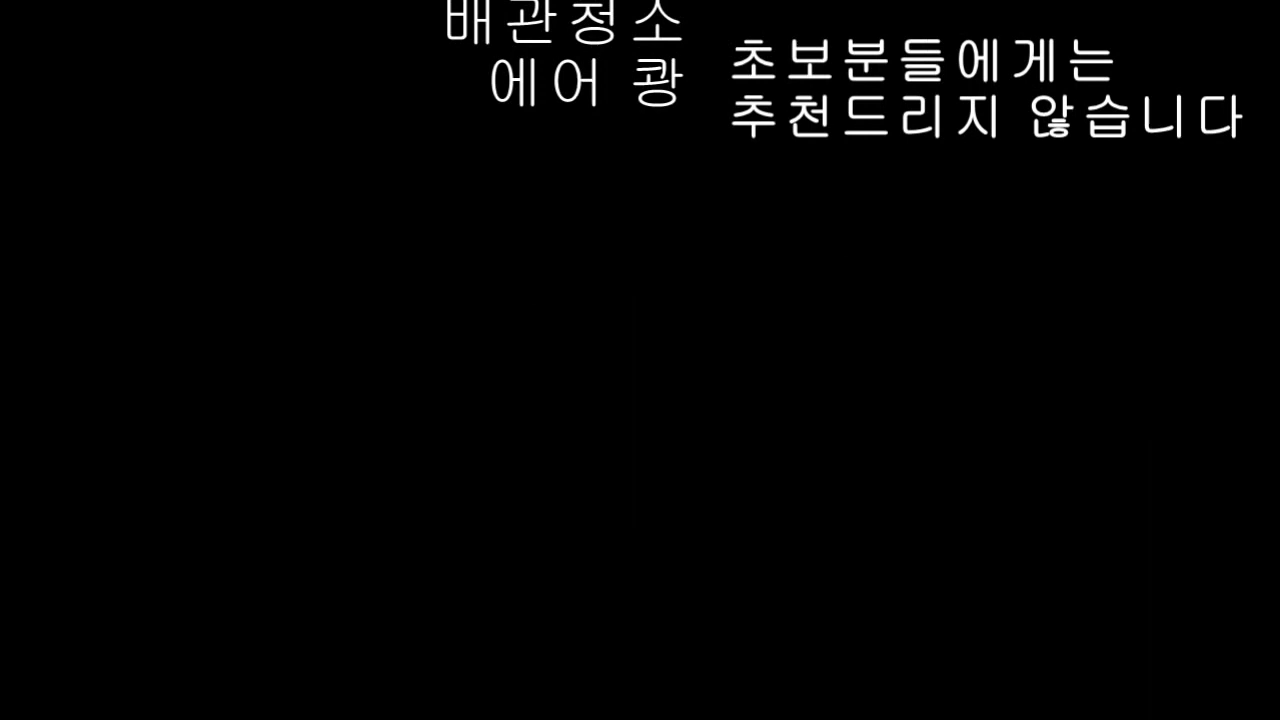 배관청소
에어 쾅
초보분들에게는
추천드리지 않습니다